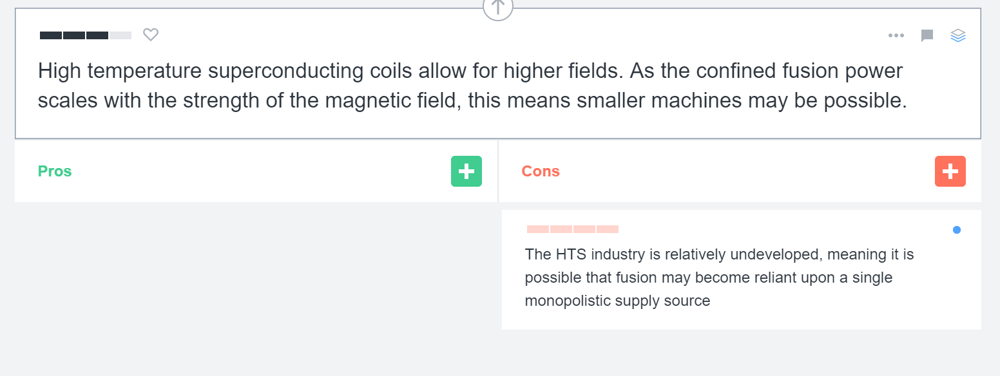 High temperature superconducting coils allow for higher fields. As the confined fusion power
scales with the strength of the magnetic field, this means smaller machines may be possible.
Pros
Cons
The HTS industry is relatively undeveloped, meaning it is
possible that fusion may become reliant upon a single
monopolistic supply source